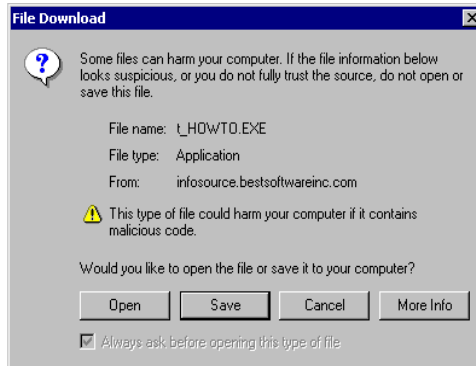 File Download
Some files can harm your computer. If the file information below
looks suspicious, or you do not fully trust the source, do not open or
save this file.
File name: t_HOWTO.EXE
File type: Application
From: infosource.bestsoftwareinc.com
This type of file could harm your computer if it contains
malicious code.
Would you like to open the file or save it to your computer?
Open Save Cancel More Info
Always ask before opening this type of file